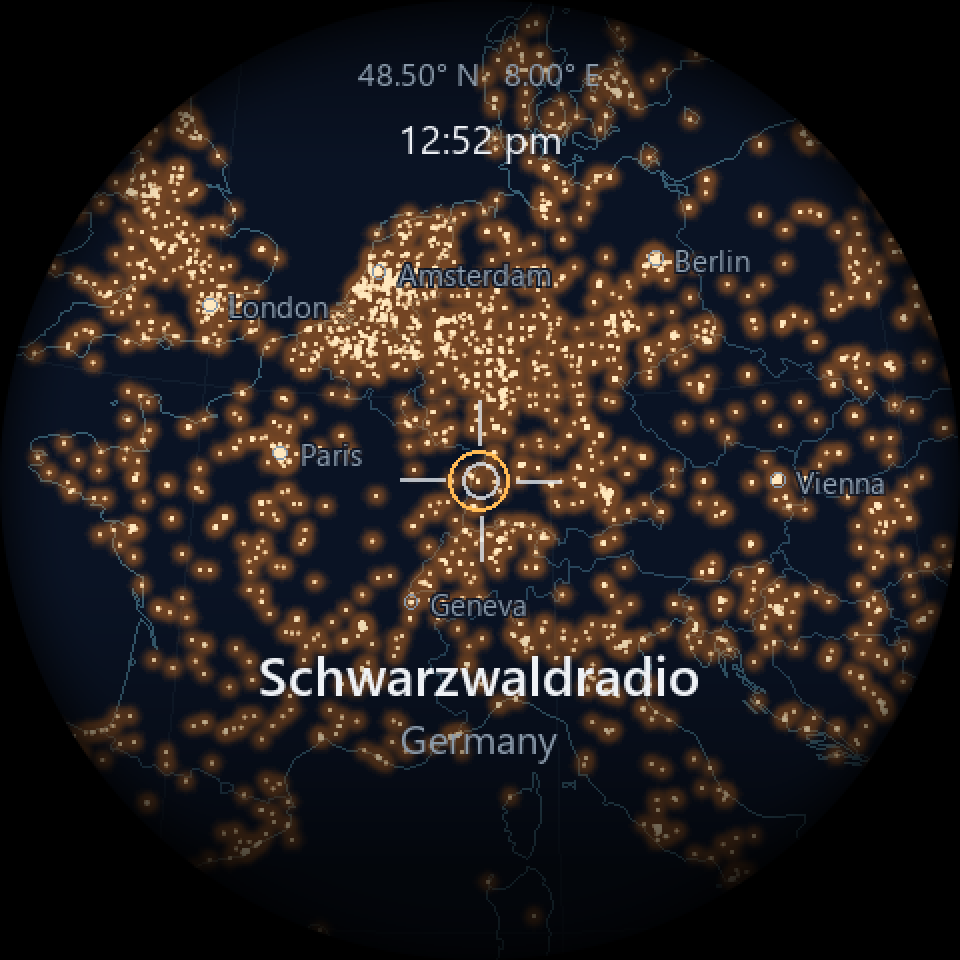 48.50° N 8.00° E
12:52 pm
Berlin
Amsterdam
London
Paris
Vienna
Geneva
Schwarzwaldradio
Germany